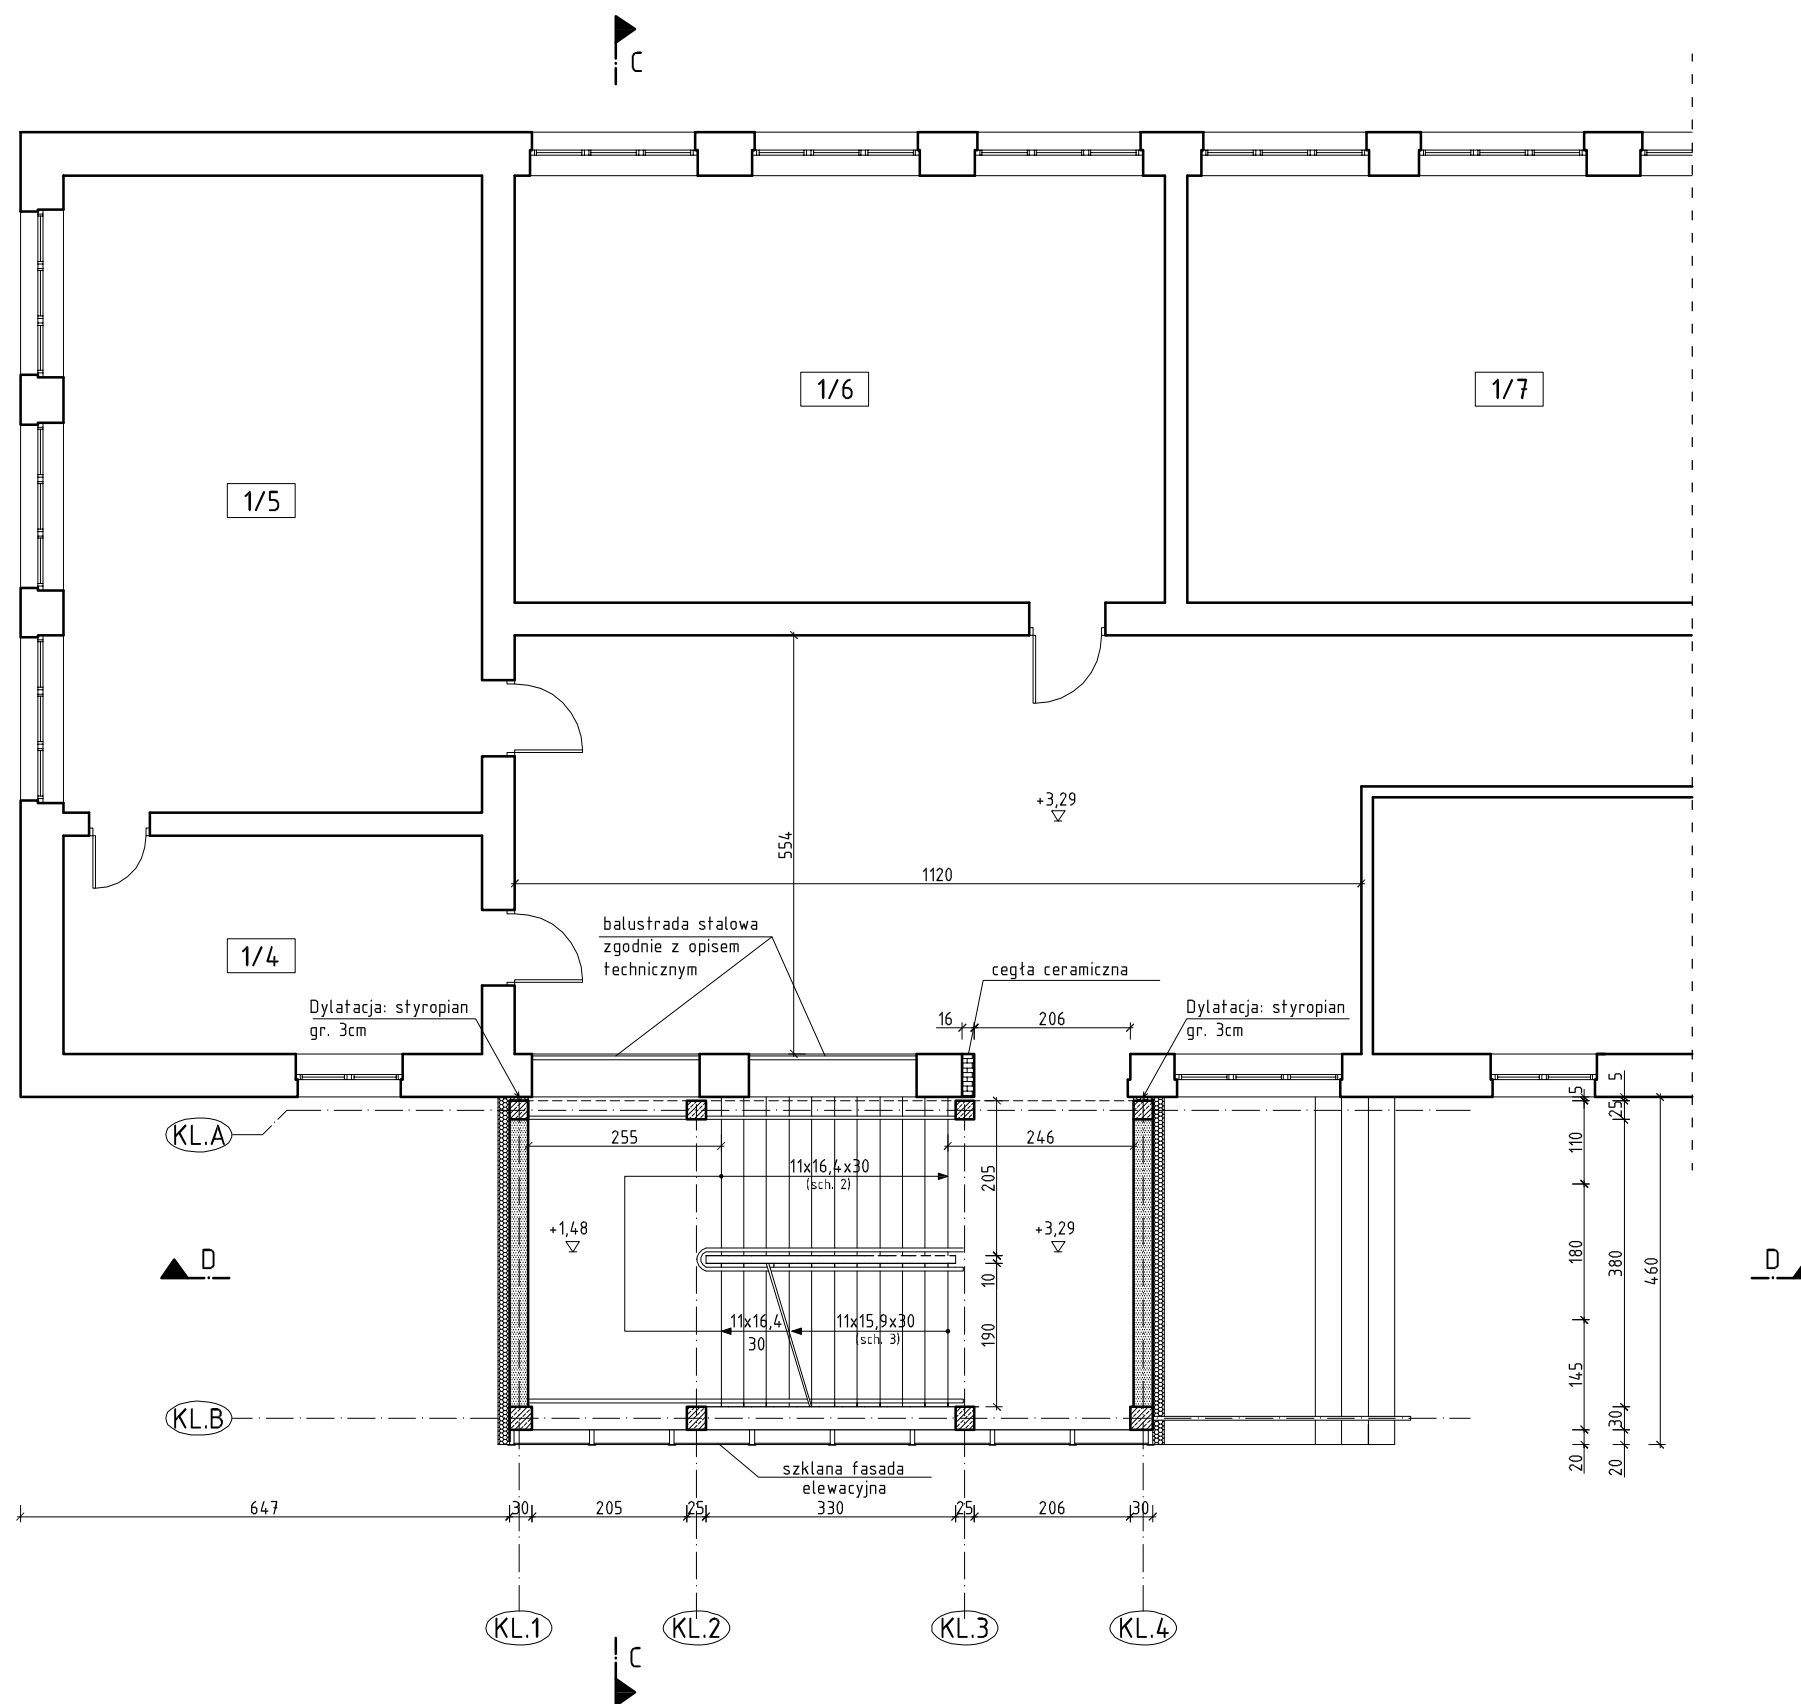 C
1/6
1/7
1/5
+3,29
554
1120
balustrada stalowa
zgodnie z opisem
technicznym
1/4
cegła ceramiczna
Dylatacja: styropian
gr. 3cm
16
206
Dylatacja: styropian
gr. 3cm
KL.A
255
246
11x16,4x30
(sch. 2)
205
+1,48
+3,29
D
D
10
11x16,4
30
11x15,9x30
(sch. 3)
190
KL.B
5
5
25
110
180
380
460
145
30
20
20
szklana fasada
elewacyjna
647
30
205
25
330
25
206
30
KL.1
KL.2
KL.3
KL.4
C